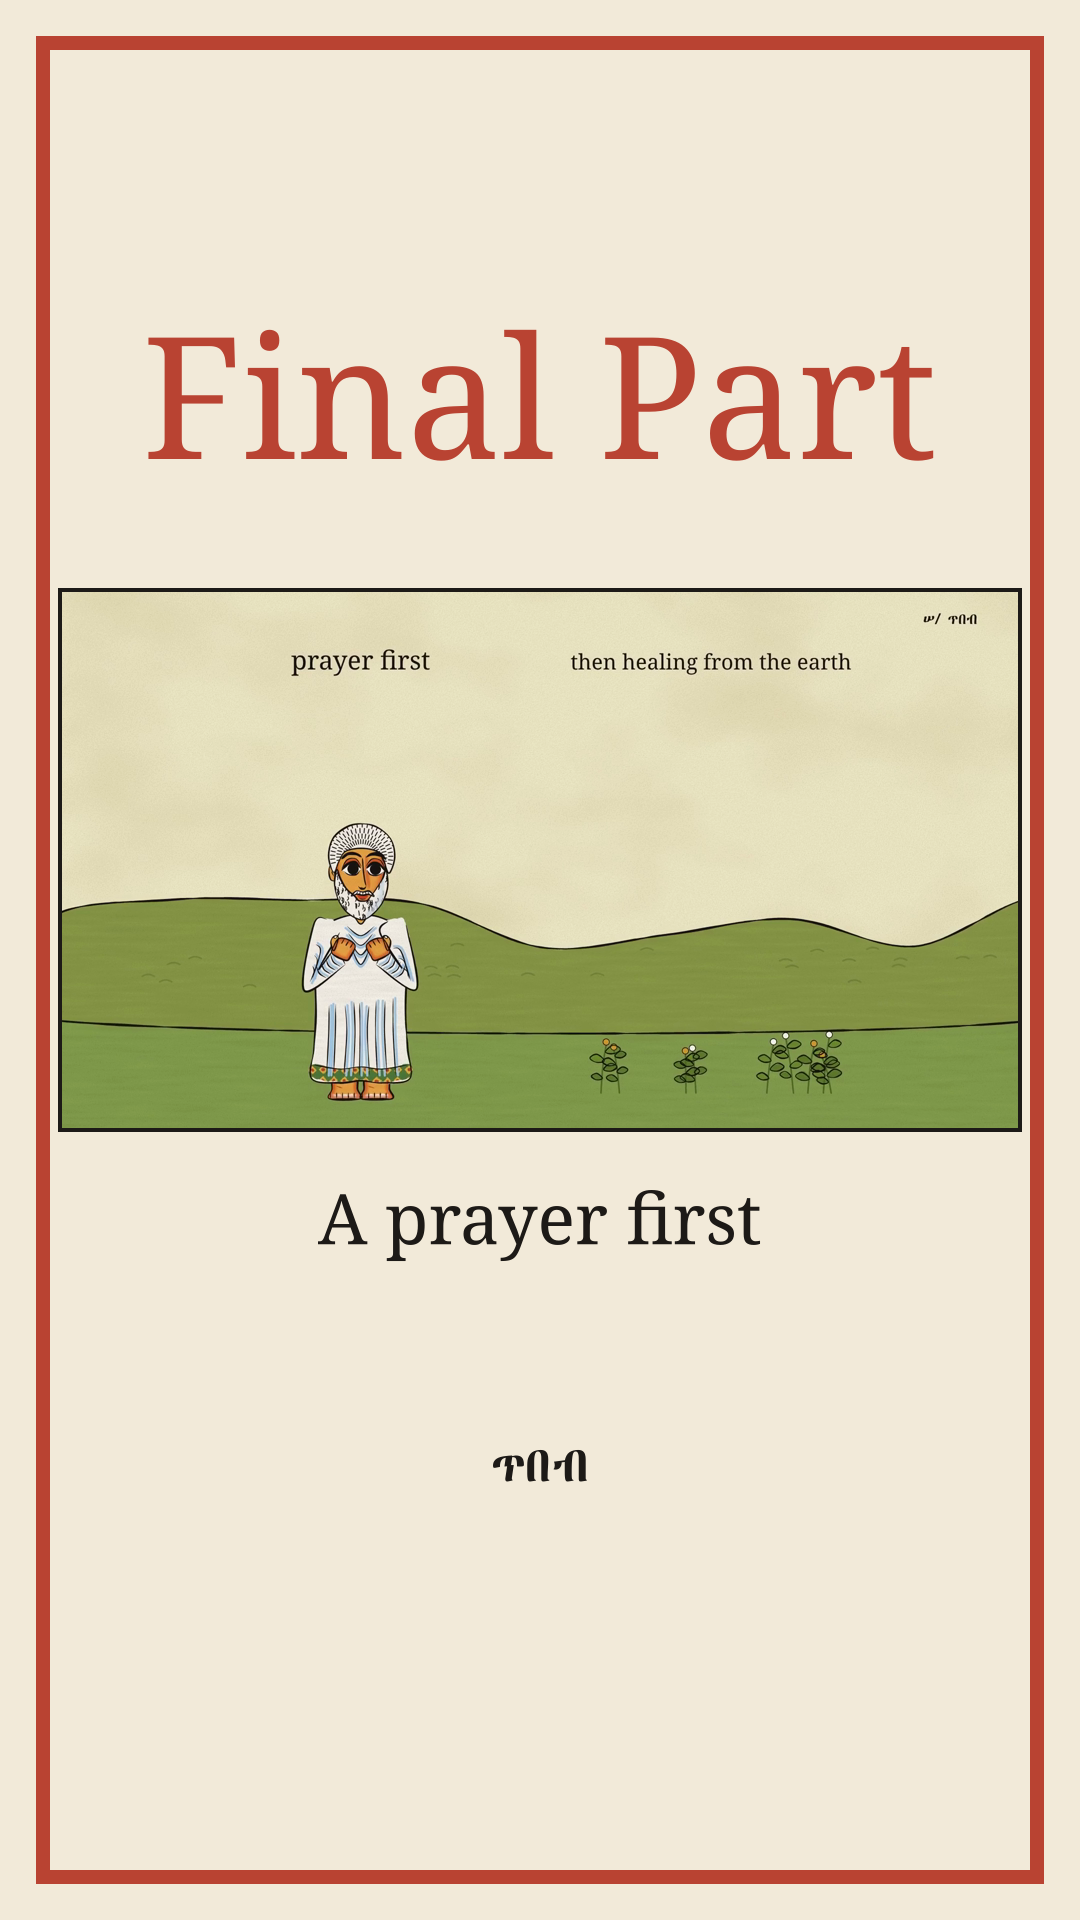 Final Part
ሠ/ ጥበብ
prayer first
then healing from the earth
A prayer first
ጥበብ